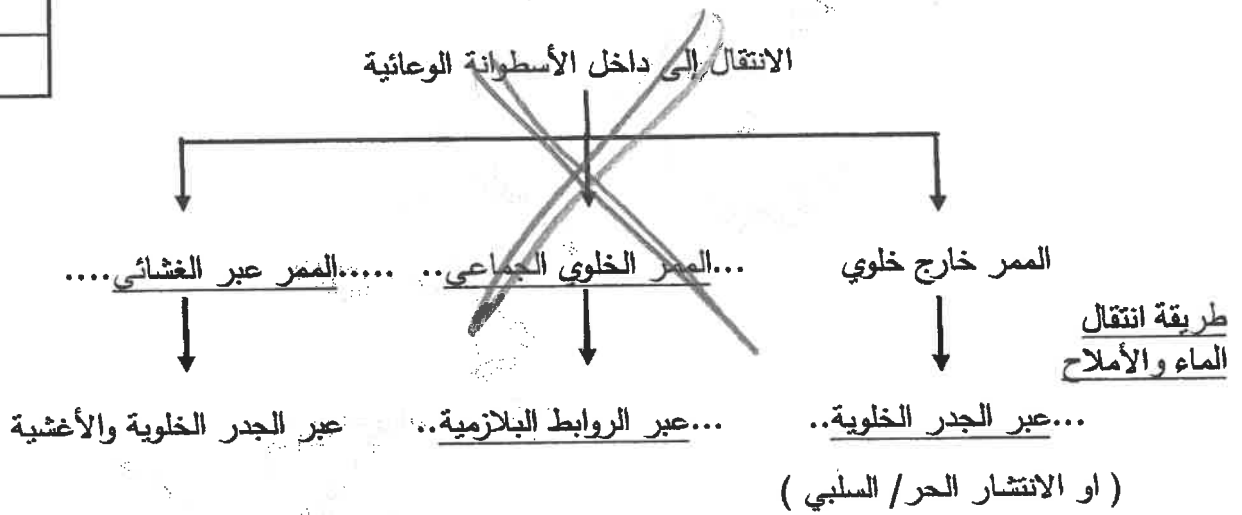 الانتقال إلى داخل الأسطوانة الوعائية
الممر خارج خلوي
...الممر الخلوي الجماعي..
.....الممر عبر الغشائي....
طريقة انتقال
الماء والأملاح
...عبر الجدر الخلوية..
...عبر الروابط البلازمية..
عبر الجدر الخلوية والأغشية
( او الانتشار الحر/ السلبي )